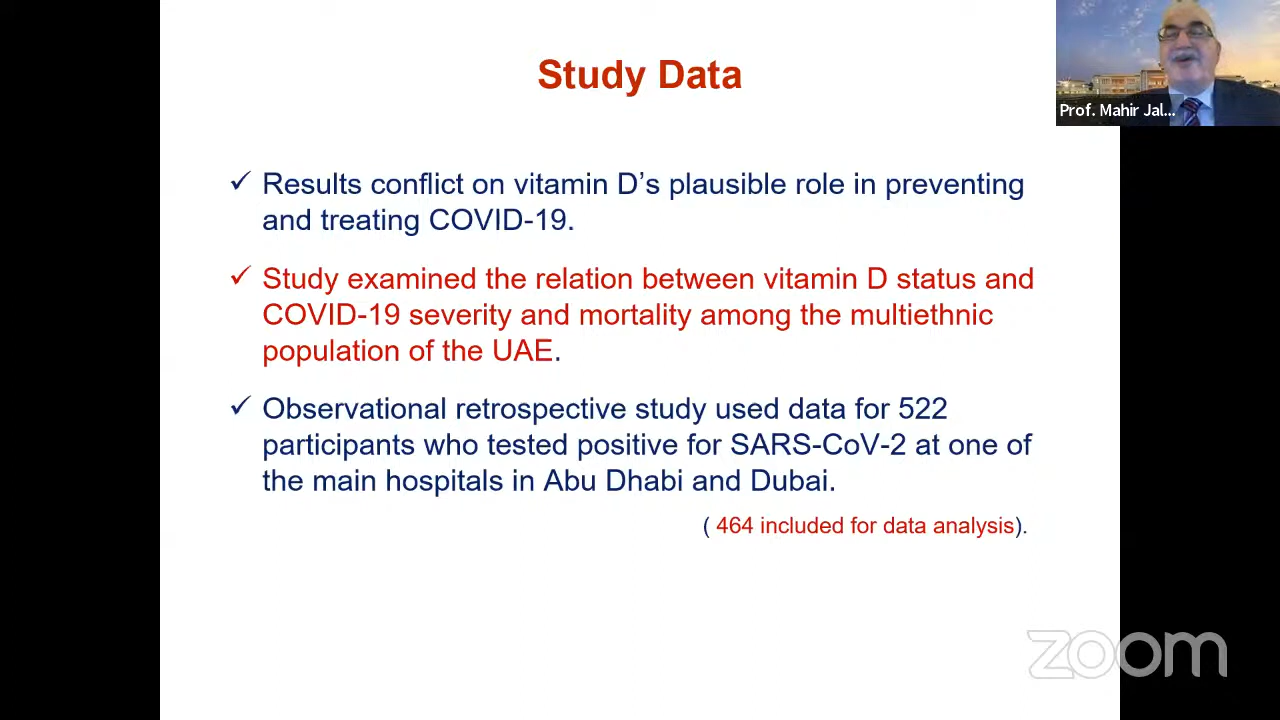 Study Data
Prof. Mahir Jal...
✓ Results conflict on vitamin D’s plausible role in preventing
and treating COVID-19.
✓ Study examined the relation between vitamin D status and
COVID-19 severity and mortality among the multiethnic
population of the UAE.
✓ Observational retrospective study used data for 522
participants who tested positive for SARS-CoV-2 at one of
the main hospitals in Abu Dhabi and Dubai.
( 464 included for data analysis).
zoom